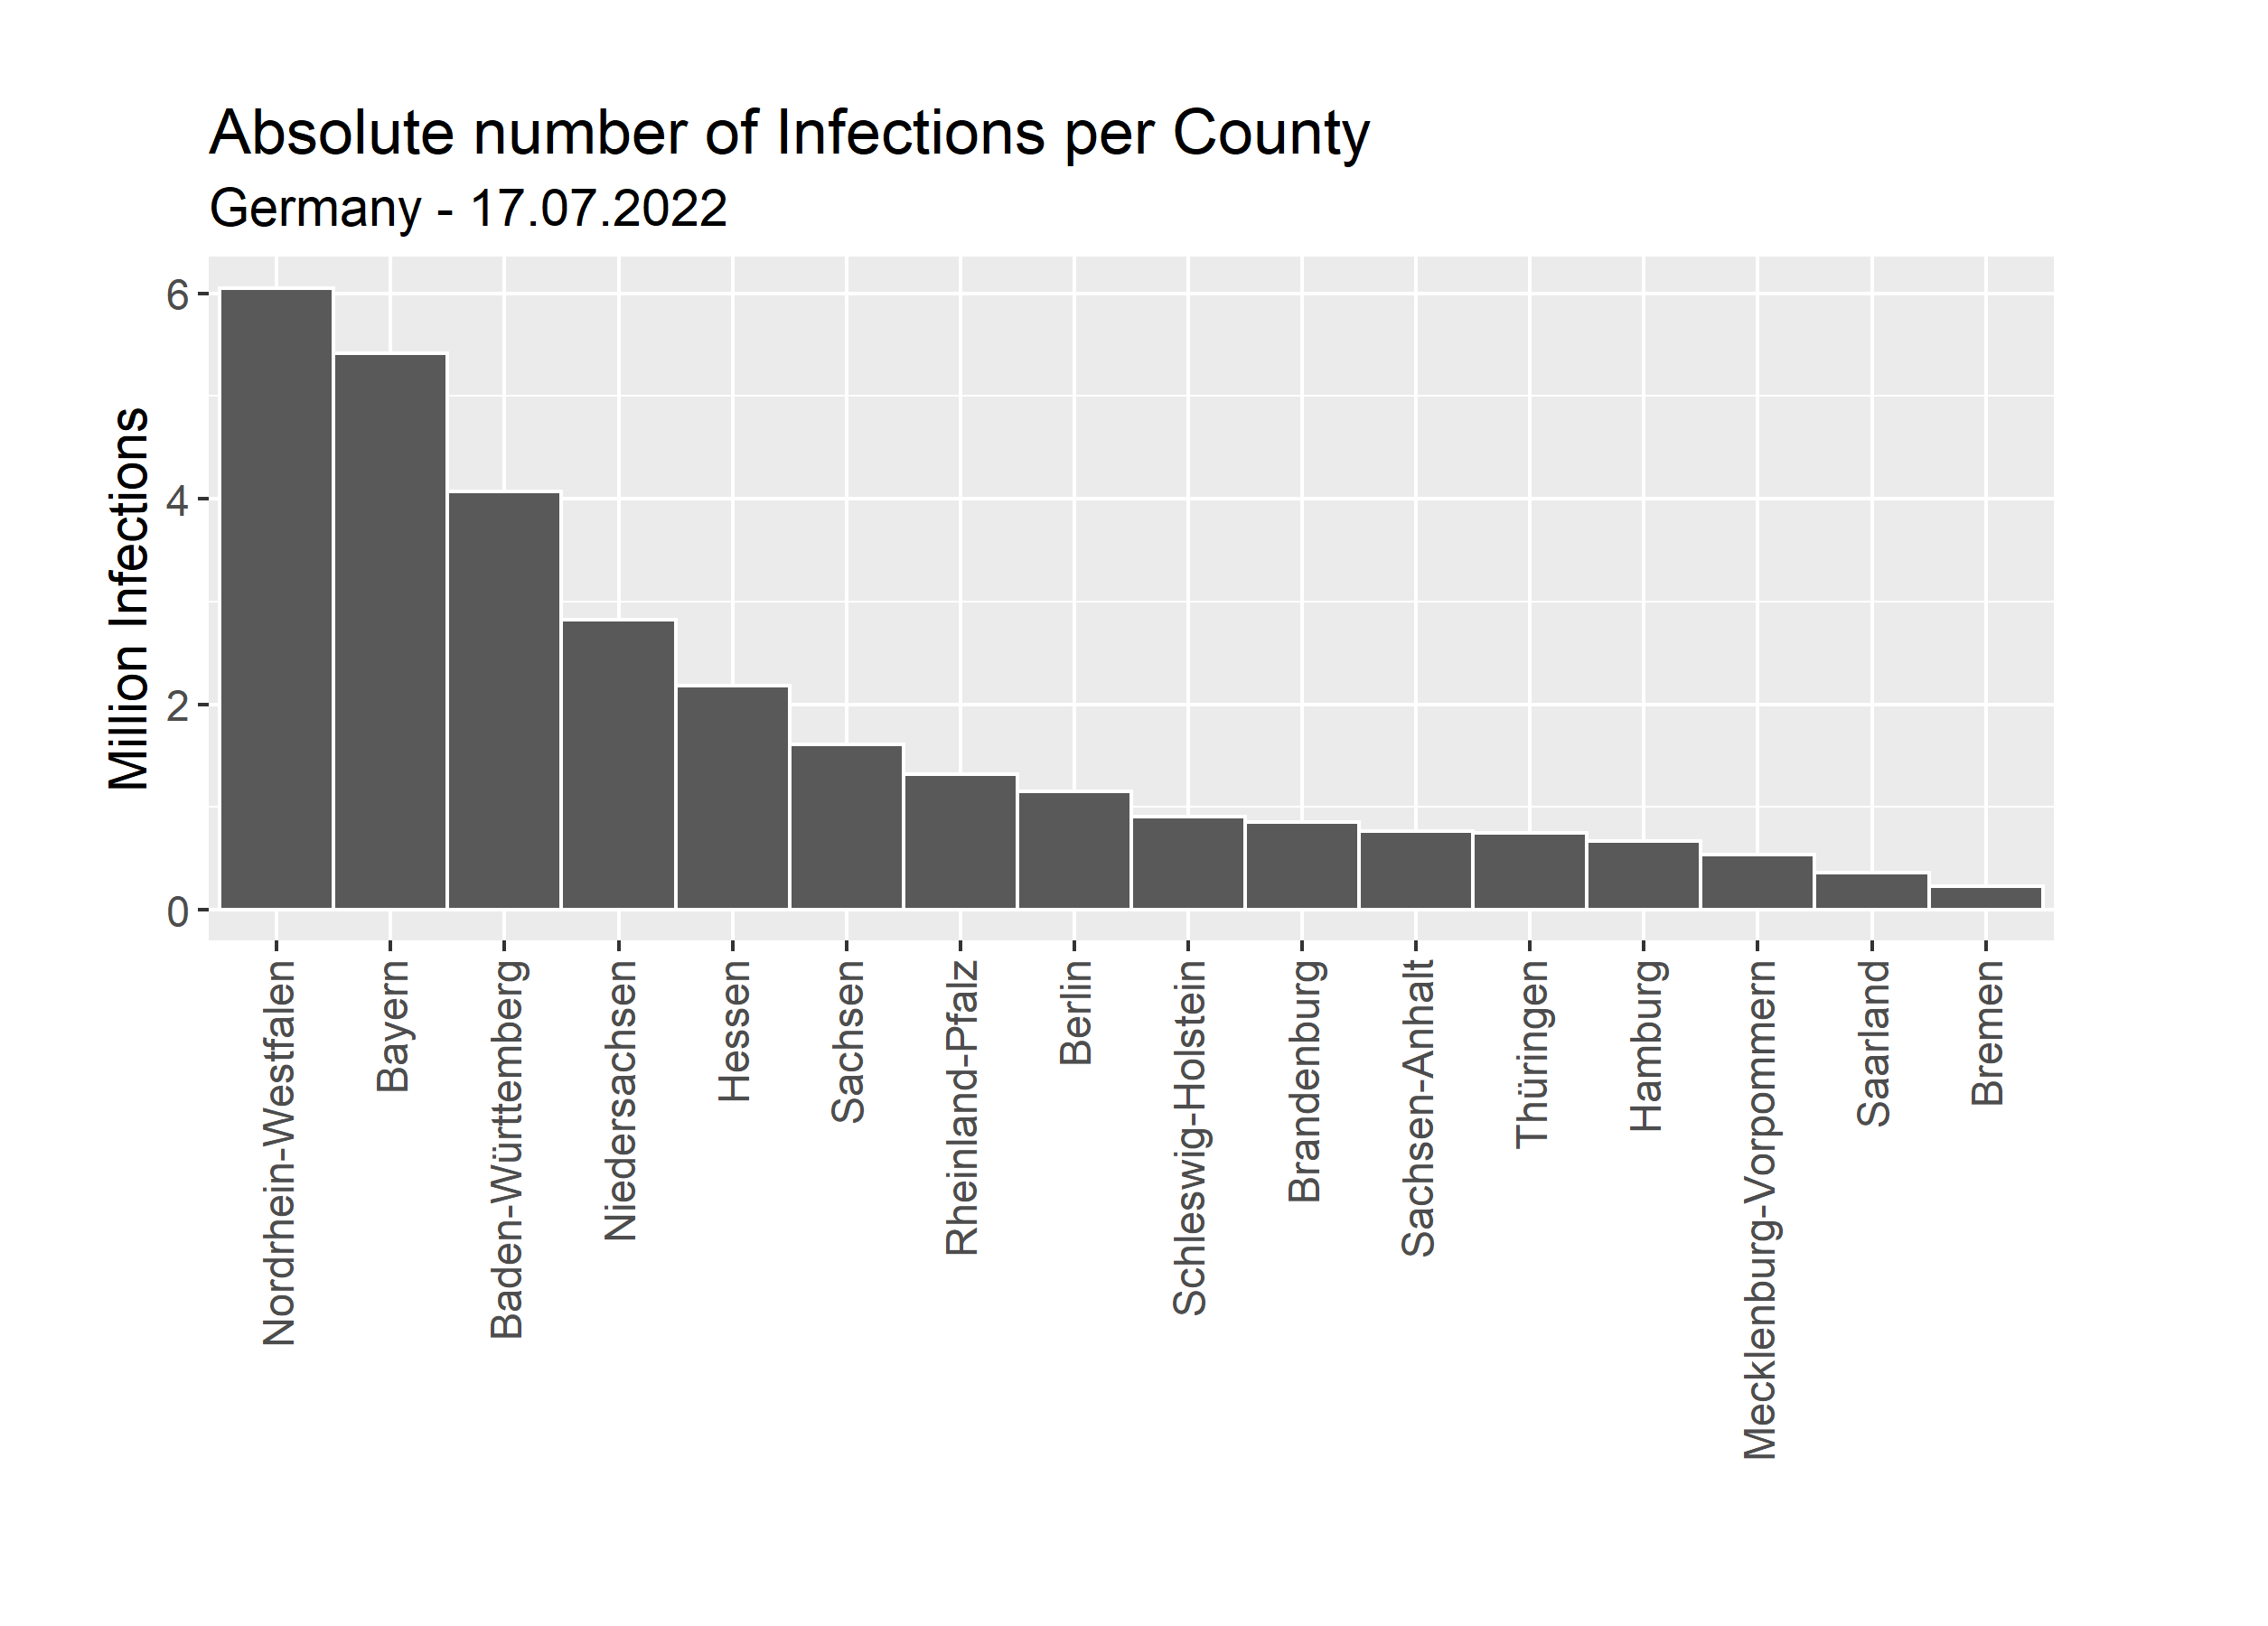 Absolute number of Infections per County
Germany - 17.07.2022
Million Infections
6
4
2
0
Nordrhein-Westfalen
Bayern
Baden-Württemberg
Niedersachsen
Hessen
Sachsen
Rheinland-Pfalz
Berlin
Schleswig-Holstein
Brandenburg
Sachsen-Anhalt
Thüringen
Hamburg
Mecklenburg-Vorpommern
Saarland
Bremen